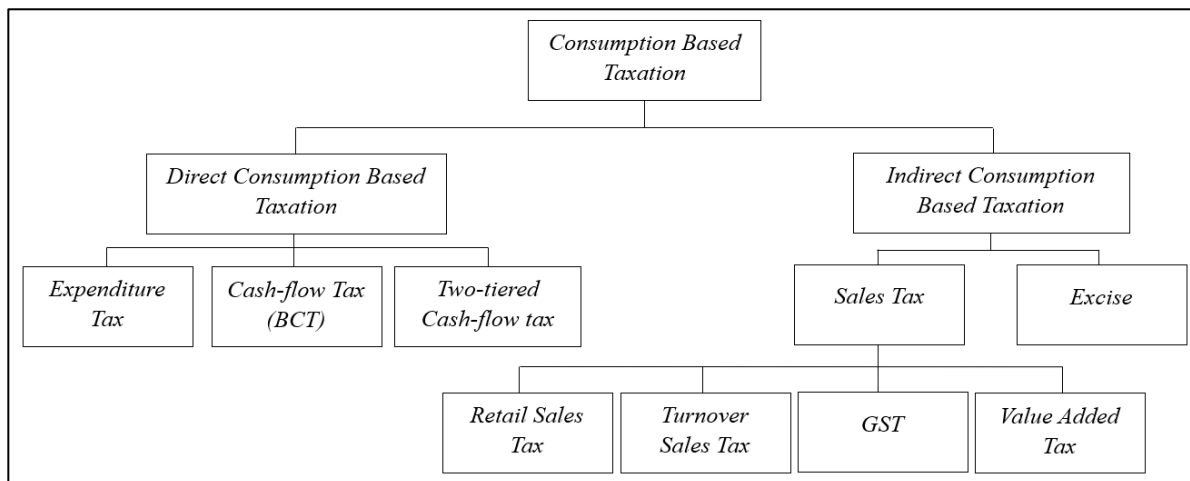 Consumption Based
Taxation
Direct Consumption Based
Taxation
Indirect Consumption
Based Taxation
Expenditure
Tax
Cash-flow Tax
(BCT)
Two-tiered
Cash-flow tax
Sales Tax
Excise
Retail Sales
Tax
Turnover
Sales Tax
GST
Value Added
Tax